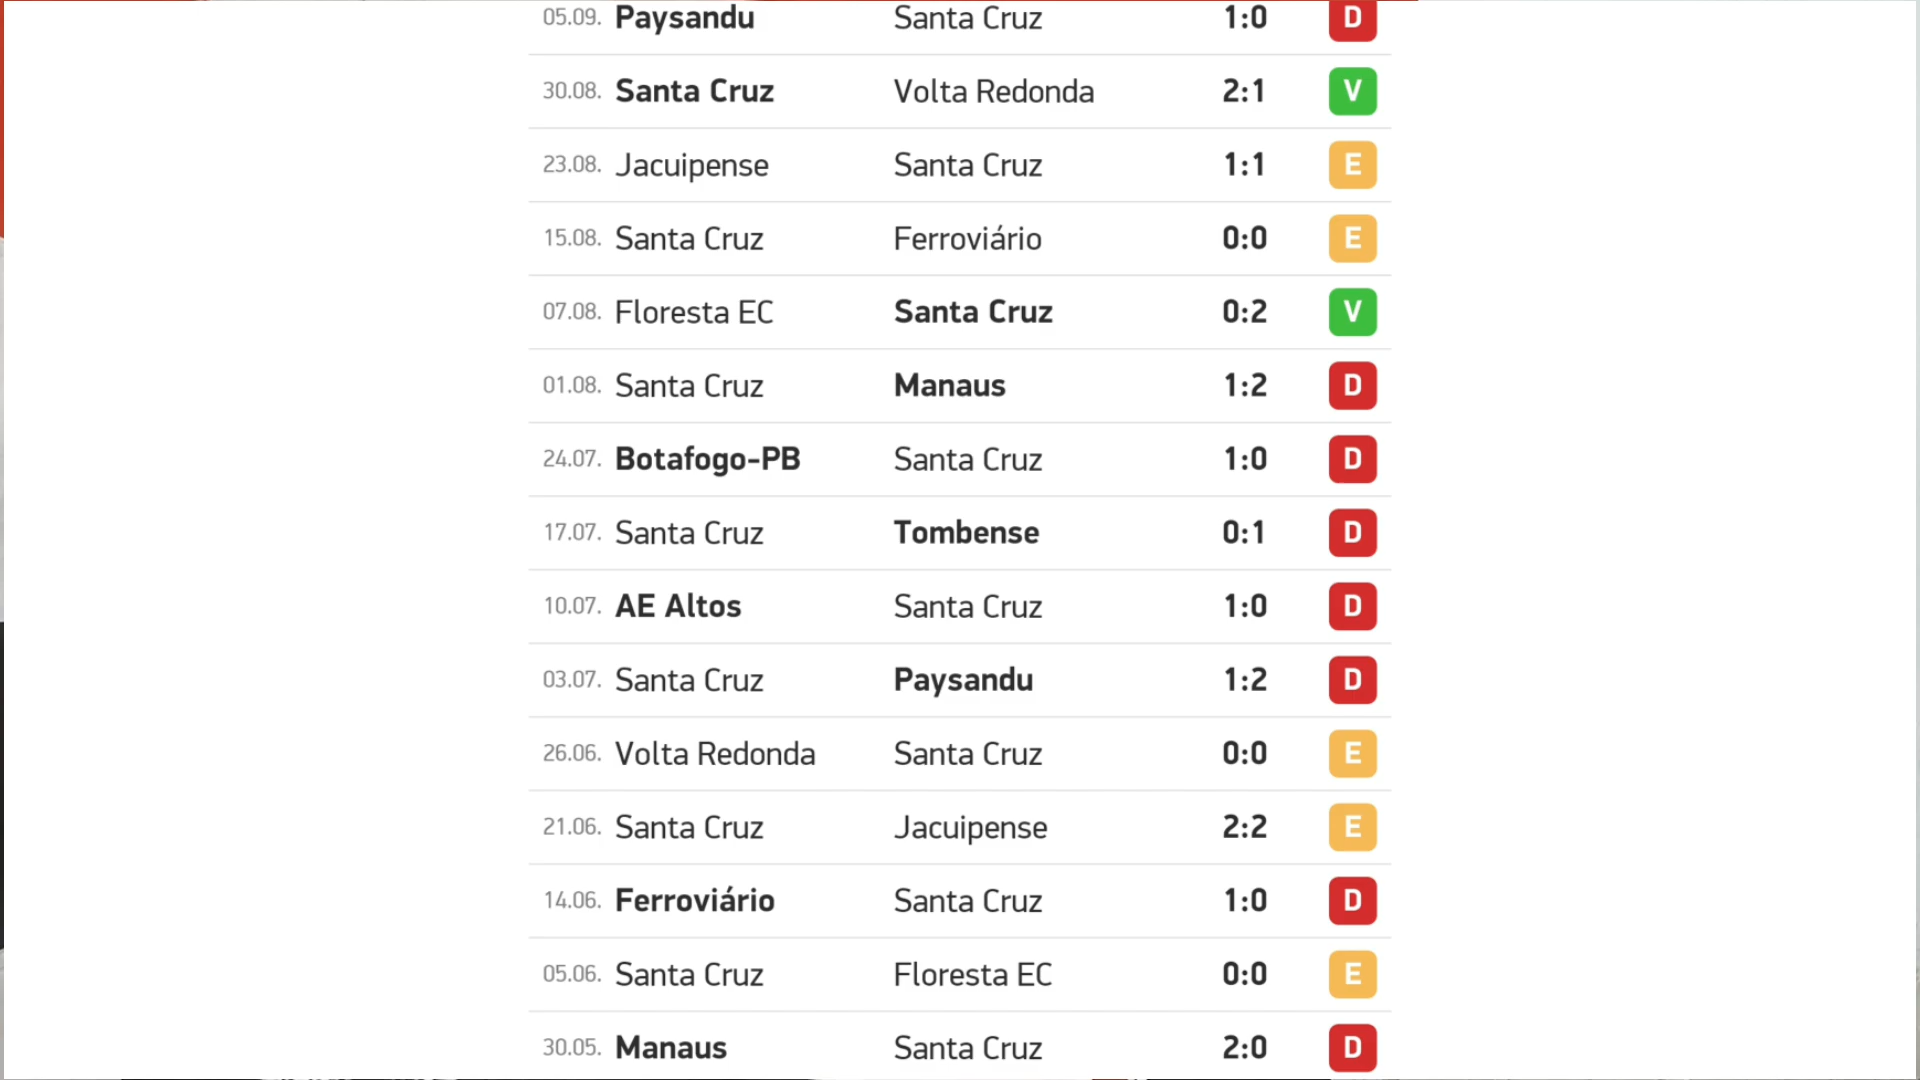 05.09. Paysandu Santa Cruz 1:0 D
30.08. Santa Cruz Volta Redonda 2:1 V
23.08. Jacuipense Santa Cruz 1:1 E
15.08. Santa Cruz Ferroviário 0:0 E
07.08. Floresta EC Santa Cruz 0:2 V
01.08. Santa Cruz Manaus 1:2 D
24.07. Botafogo-PB Santa Cruz 1:0 D
17.07. Santa Cruz Tombense 0:1 D
10.07. AE Altos Santa Cruz 1:0 D
03.07. Santa Cruz Paysandu 1:2 D
26.06. Volta Redonda Santa Cruz 0:0 E
21.06. Santa Cruz Jacuipense 2:2 E
14.06. Ferroviário Santa Cruz 1:0 D
05.06. Santa Cruz Floresta EC 0:0 E
30.05. Manaus Santa Cruz 2:0 D